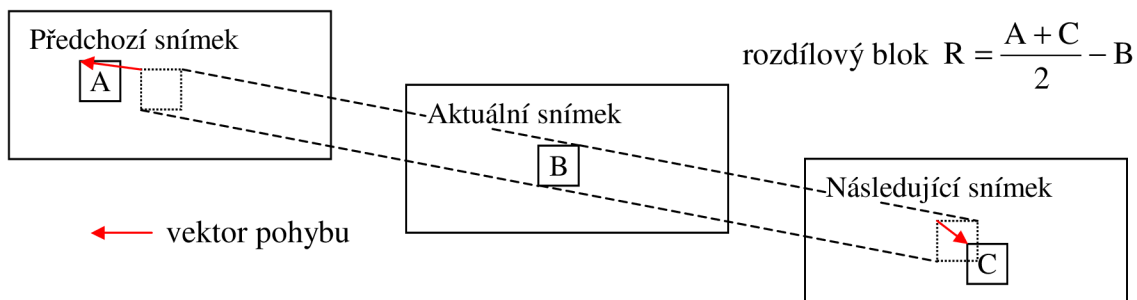 Předchozí snímek
A
rozdílový blok R = (A + C)/2 − B
Aktuální snímek
B
Následující snímek
C
vektor pohybu